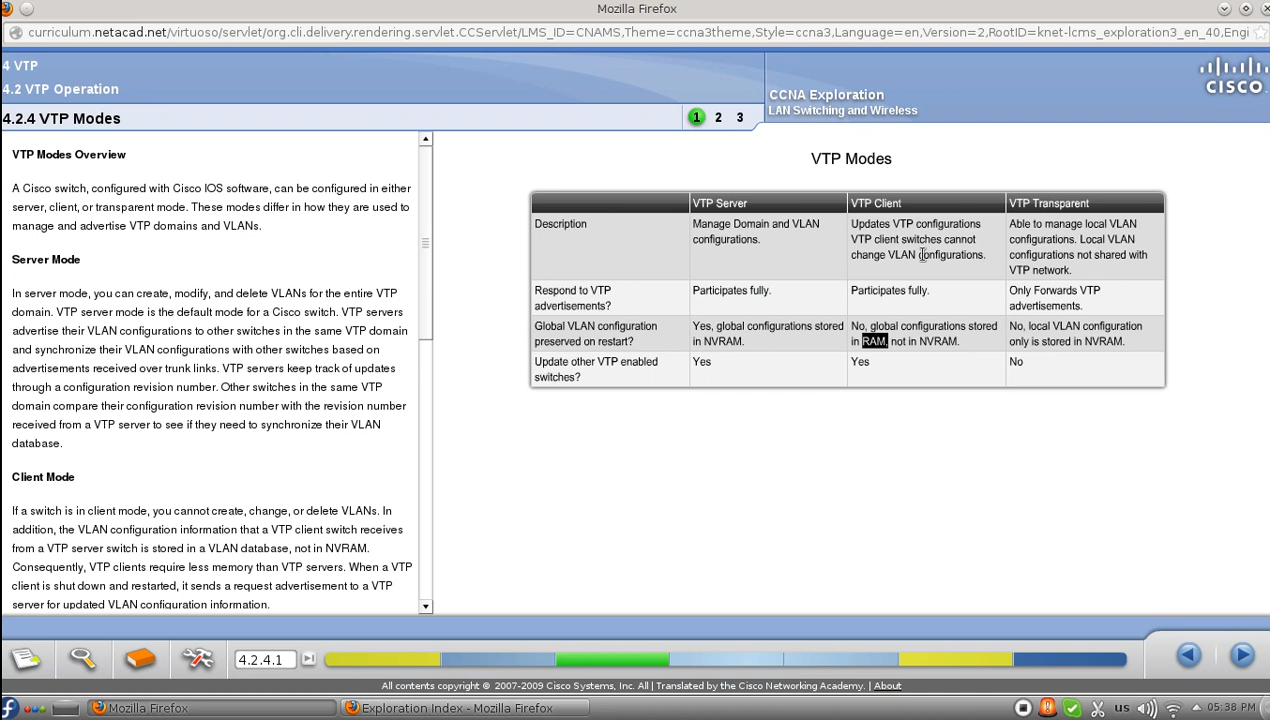 Mozilla Firefox
curriculum.netacad.net/virtuoso/servlet/org.cli.delivery.rendering.servlet.CCServlet/LMS_ID=CNAMS,Theme=ccna3theme,Style=ccna3,Language=en,Version=2,RootID=knet-lcms_exploration3_en_40,Engi
4 VTP
4.2 VTP Operation
CISCO
CCNA Exploration
LAN Switching and Wireless
4.2.4 VTP Modes
1 2 3
VTP Modes Overview
A Cisco switch, configured with Cisco IOS software, can be configured in either
server, client, or transparent mode. These modes differ in how they are used to
manage and advertise VTP domains and VLANs.
Server Mode
In server mode, you can create, modify, and delete VLANs for the entire VTP
domain. VTP server mode is the default mode for a Cisco switch. VTP servers
advertise their VLAN configurations to other switches in the same VTP domain
and synchronize their VLAN configurations with other switches based on
advertisements received over trunk links. VTP servers keep track of updates
through a configuration revision number. Other switches in the same VTP
domain compare their configuration revision number with the revision number
received from a VTP server to see if they need to synchronize their VLAN
database.
Client Mode
If a switch is in client mode, you cannot create, change, or delete VLANs. In
addition, the VLAN configuration information that a VTP client switch receives
from a VTP server switch is stored in a VLAN database, not in NVRAM.
Consequently, VTP clients require less memory than VTP servers. When a VTP
client is shut down and restarted, it sends a request advertisement to a VTP
server for updated VLAN configuration information.
VTP Modes
VTP Server
VTP Client
VTP Transparent
Description
Manage Domain and VLAN
configurations.
Updates VTP configurations
VTP client switches cannot
change VLAN configurations.
Able to manage local VLAN
configurations. Local VLAN
configurations not shared with
VTP network.
Respond to VTP
advertisements?
Participates fully.
Participates fully.
Only Forwards VTP
advertisements.
Global VLAN configuration
preserved on restart?
Yes, global configurations stored
in NVRAM.
No, global configurations stored
in RAM, not in NVRAM.
No, local VLAN configuration
only is stored in NVRAM.
Update other VTP enabled
switches?
Yes
Yes
No
4.2.4.1
All contents copyright © 2007-2009 Cisco Systems, Inc. All | Translated by the Cisco Networking Academy. | About
Mozilla Firefox
Exploration Index - Mozilla Firefox
us
05:38 PM